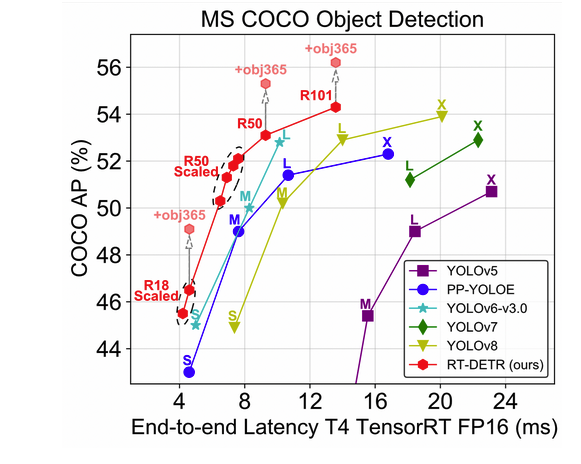 MS COCO Object Detection
COCO AP (%)
56
54
52
50
48
46
44
4
8
12
16
20
24
End-to-end Latency T4 TensorRT FP16 (ms)
+obj365
+obj365
R101
R50
R50
Scaled
+obj365
R18
Scaled
L
M
S
L
X
M
S
L
X
M
S
X
L
X
L
M
YOLOv5
PP-YOLOE
YOLOv6-v3.0
YOLOv7
YOLOv8
RT-DETR (ours)